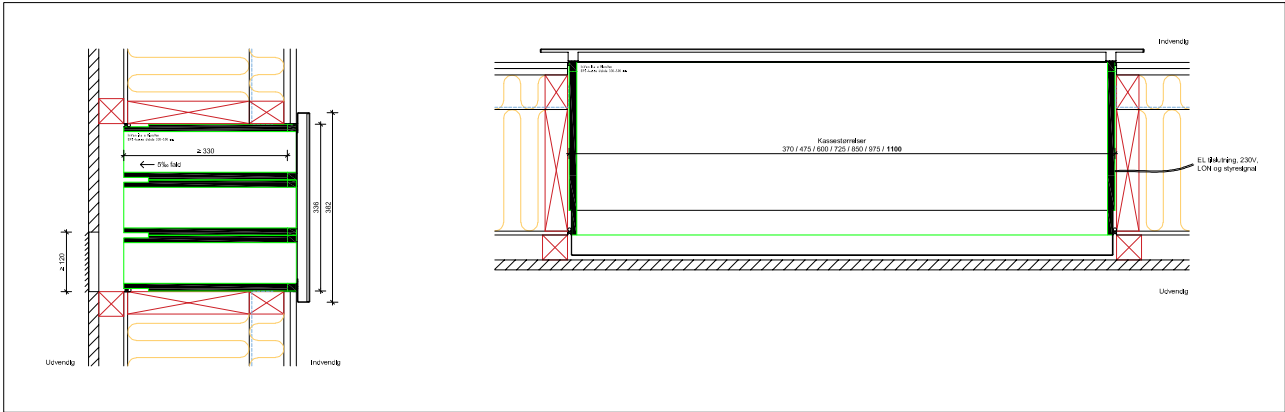 ≥ 330
5‰ fald
336
382
≥ 120
Udvendig
Indvendig
Indvendig
Kassestørrelser
370 / 475 / 600 / 725 / 850 / 975 / 1100
EL tilslutning, 230V,
LON og styresignal
Udvendig